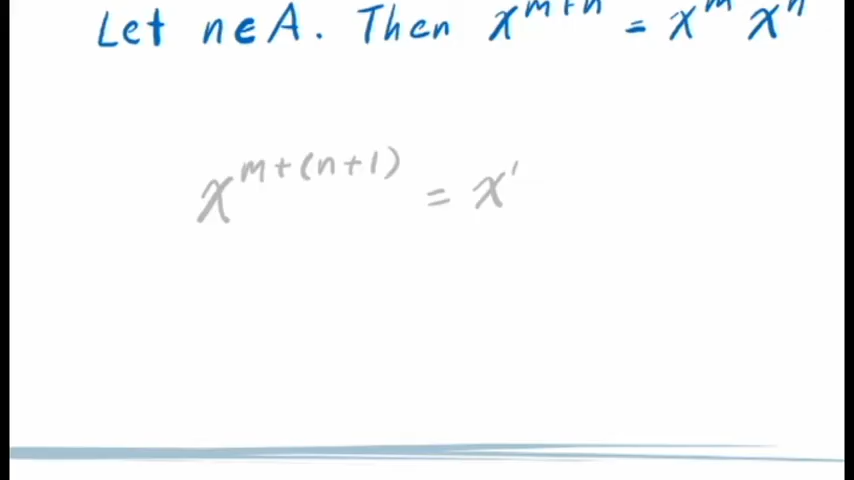 Let n∈A. Then x^{m+n} = x^m x^n
x^{m+(n+1)} = x'